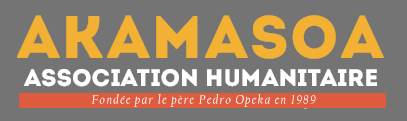 AKAMASOA
ASSOCIATION HUMANITAIRE
Fondée par le père Pedro Opeka en 1989